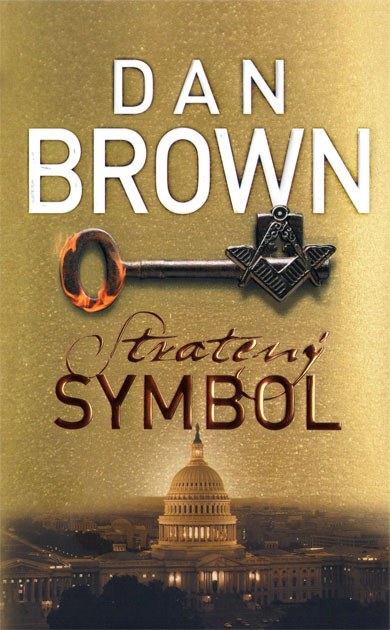 DAN
BROWN
Stratený
SYMBOL